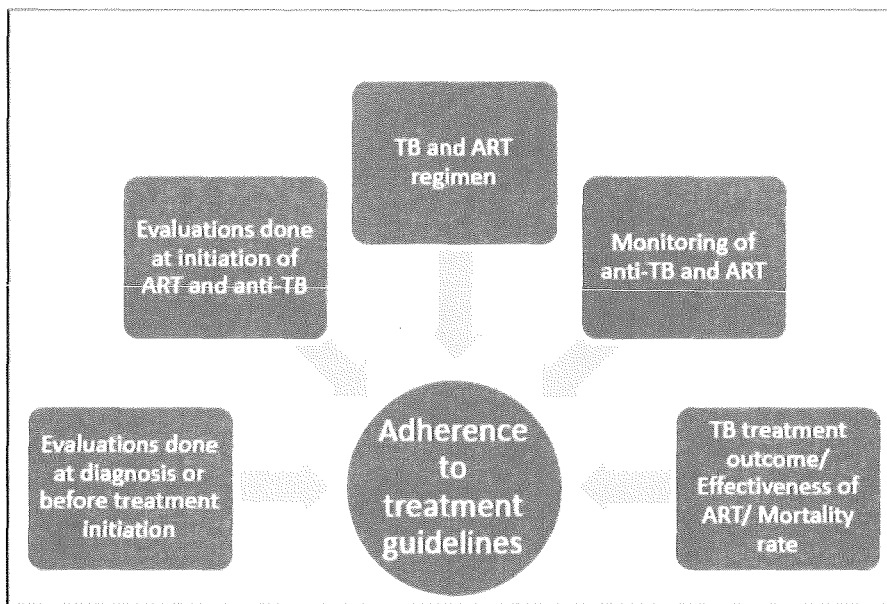 TB and ART
regimen
Evaluations done
at initiation of
ART and anti-TB
Monitoring of
anti-TB and ART
Evaluations done
at diagnosis or
before treatment
initiation
Adherence
to
treatment
guidelines
TB treatment
outcome/
Effectiveness of
ART/ Mortality
rate